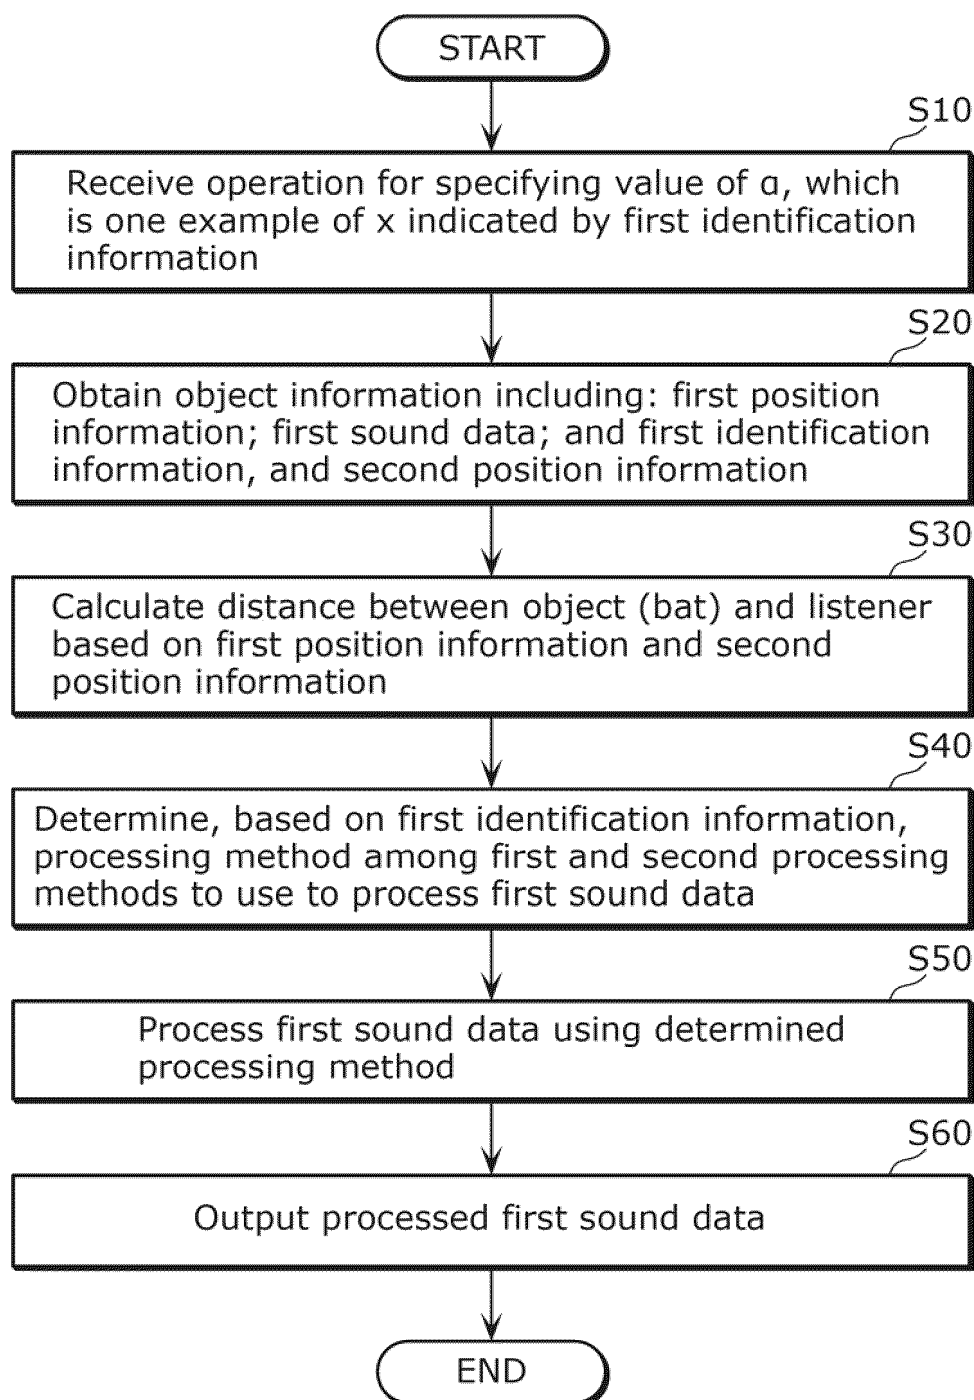 START
S10
Receive operation for specifying value of α, which
is one example of x indicated by first identification
information
S20
Obtain object information including: first position
information; first sound data; and first identification
information, and second position information
S30
Calculate distance between object (bat) and listener
based on first position information and second
position information
S40
Determine, based on first identification information,
processing method among first and second processing
methods to use to process first sound data
S50
Process first sound data using determined
processing method
S60
Output processed first sound data
END